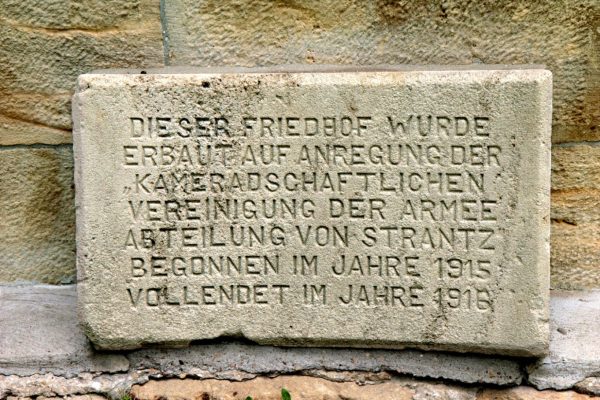 DIESER FRIEDHOF WURDE
ERBAUT AUF ANREGUNG DER
„KAMERADSCHAFTLICHEN
VEREINIGUNG DER ARMEE
ABTEILUNG VON STRANTZ"
BEGONNEN IM JAHRE 1915
VOLLENDET IM JAHRE 1916